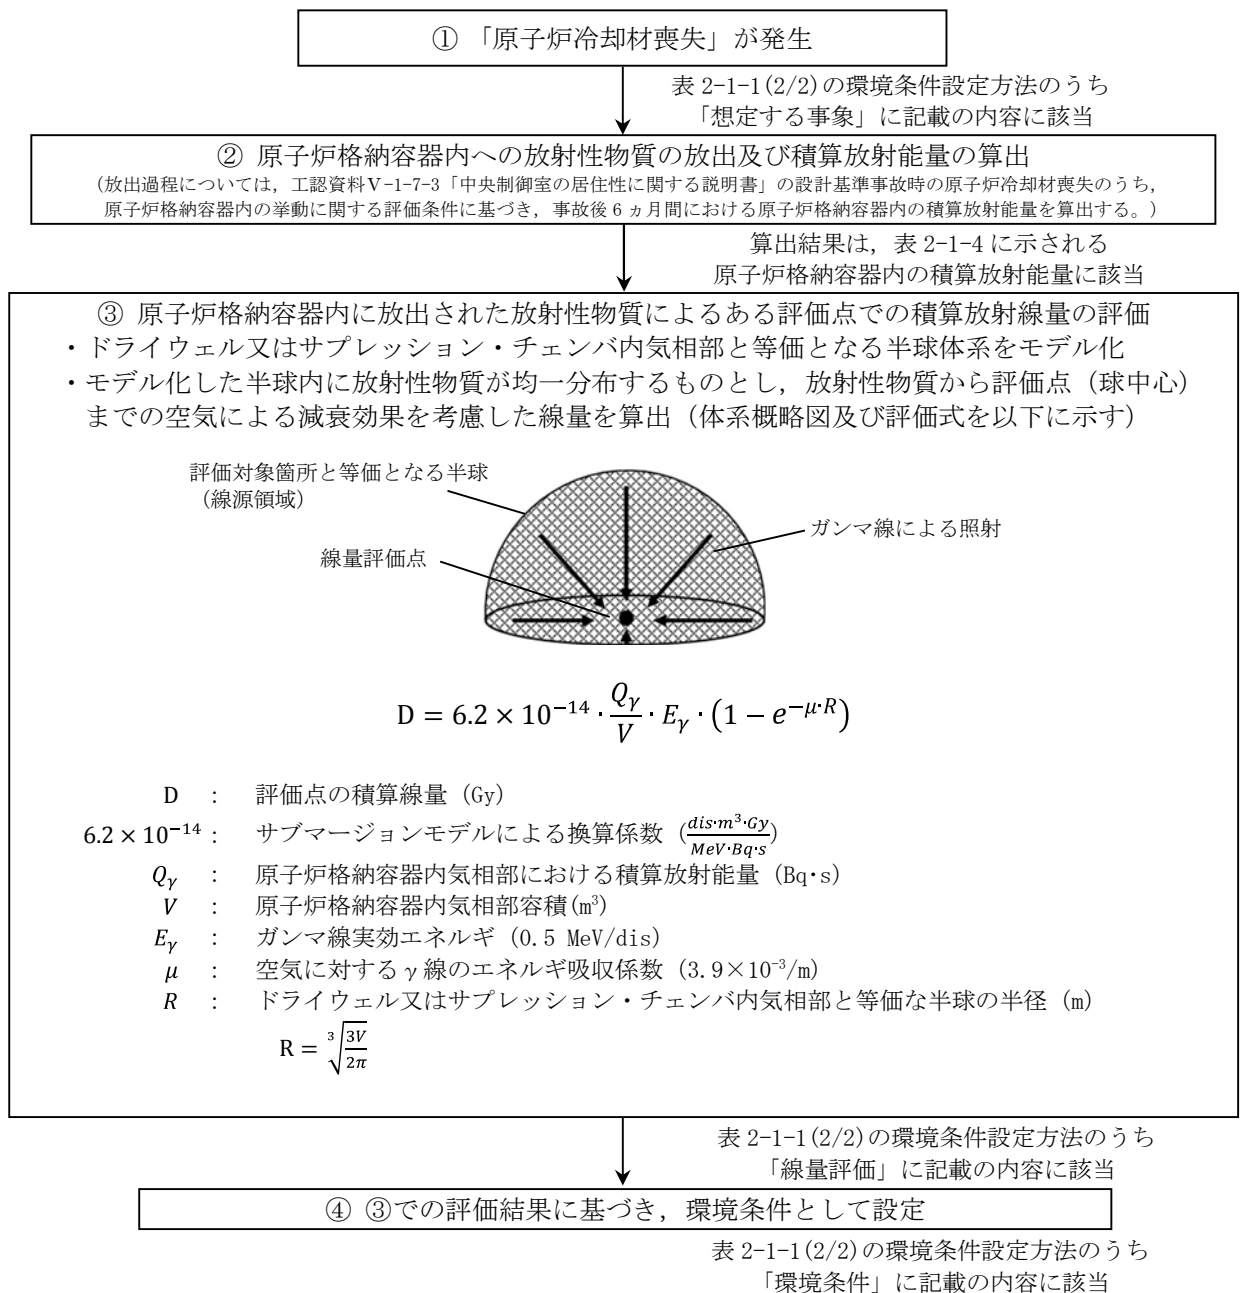 ① 「原子炉冷却材喪失」が発生
表 2-1-1(2/2)の環境条件設定方法のうち
「想定する事象」に記載の内容に該当
② 原子炉格納容器内への放射性物質の放出及び積算放射能量の算出
(放出過程については，工認資料Ⅴ-1-7-3「中央制御室の居住性に関する説明書」の設計基準事故時の原子炉冷却材喪失のうち，
原子炉格納容器内の挙動に関する評価条件に基づき，事故後 6 ヵ月間における原子炉格納容器内の積算放射能量を算出する。)
算出結果は，表 2-1-4 に示される
原子炉格納容器内の積算放射能量に該当
③ 原子炉格納容器内に放出された放射性物質によるある評価点での積算放射線量の評価
・ドライウェル又はサプレッション・チェンバ内気相部と等価となる半球体系をモデル化
・モデル化した半球内に放射性物質が均一分布するものとし，放射性物質から評価点（球中心）
までの空気による減衰効果を考慮した線量を算出（体系概略図及び評価式を以下に示す）
評価対象箇所と等価となる半球
（線源領域）
ガンマ線による照射
線量評価点
D = 6.2 × 10⁻¹⁴ · Q_γ/V · E_γ · (1 − e^{−μ·R})
D : 評価点の積算線量 (Gy)
6.2 × 10⁻¹⁴ : サブマージョンモデルによる換算係数 (dis·m³·Gy/MeV·Bq·s)
Q_γ : 原子炉格納容器内気相部における積算放射能量 (Bq・s)
V : 原子炉格納容器内気相部容積(m³)
E_γ : ガンマ線実効エネルギ (0.5 MeV/dis)
μ : 空気に対するγ線のエネルギ吸収係数 (3.9×10⁻³/m)
R : ドライウェル又はサプレッション・チェンバ内気相部と等価な半球の半径 (m)
R = ∛(3V/2π)
表 2-1-1(2/2)の環境条件設定方法のうち
「線量評価」に記載の内容に該当
④ ③での評価結果に基づき，環境条件として設定
表 2-1-1(2/2)の環境条件設定方法のうち
「環境条件」に記載の内容に該当